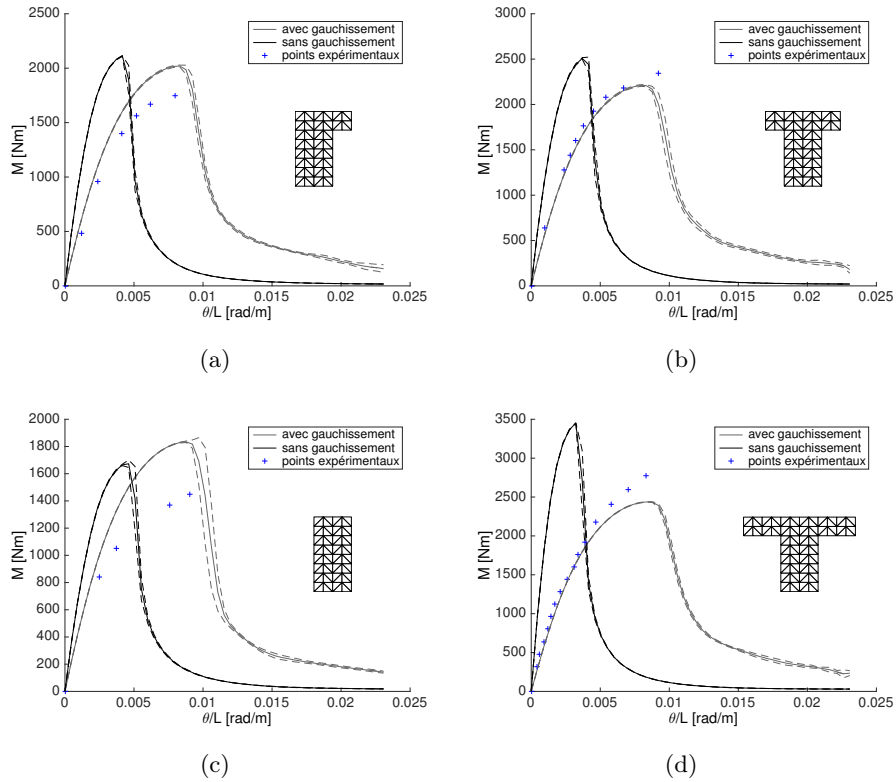 2500
2000
1500
1000
500
0
M [Nm]
0
0.005
0.01
0.015
0.02
0.025
θ/L [rad/m]
avec gauchissement
sans gauchissement
points expérimentaux
(a)
3000
2500
2000
1500
1000
500
0
M [Nm]
0
0.005
0.01
0.015
0.02
0.025
θ/L [rad/m]
avec gauchissement
sans gauchissement
points expérimentaux
(b)
2000
1800
1600
1400
1200
1000
800
600
400
200
0
M [Nm]
0
0.005
0.01
0.015
0.02
0.025
θ/L [rad/m]
avec gauchissement
sans gauchissement
points expérimentaux
(c)
3500
3000
2500
2000
1500
1000
500
0
M [Nm]
0
0.005
0.01
0.015
0.02
0.025
θ/L [rad/m]
avec gauchissement
sans gauchissement
points expérimentaux
(d)